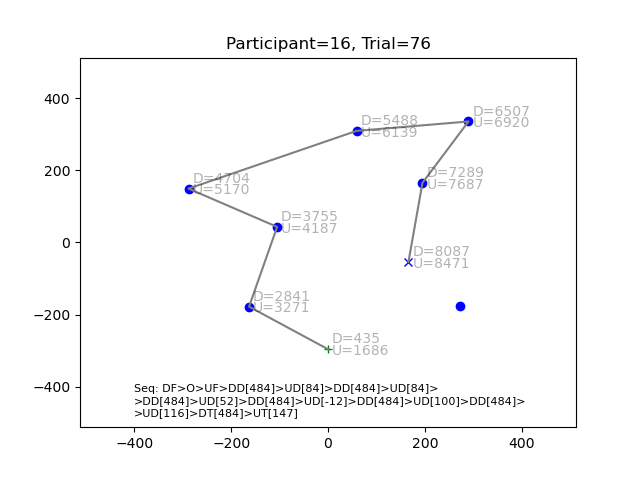 Participant=16, Trial=76
400
200
0
−200
−400
D=6507
U=6920
D=5488
U=6139
D=7289
U=7687
D=4704
U=5170
D=3755
U=4187
D=8087
U=8471
D=2841
U=3271
D=435
U=1686
Seq: DF>O>UF>DD[484]>UD[84]>DD[484]>UD[84]>
>DD[484]>UD[52]>DD[484]>UD[-12]>DD[484]>UD[100]>DD[484]>
>UD[116]>DT[484]>UT[147]
−400 −200 0 200 400